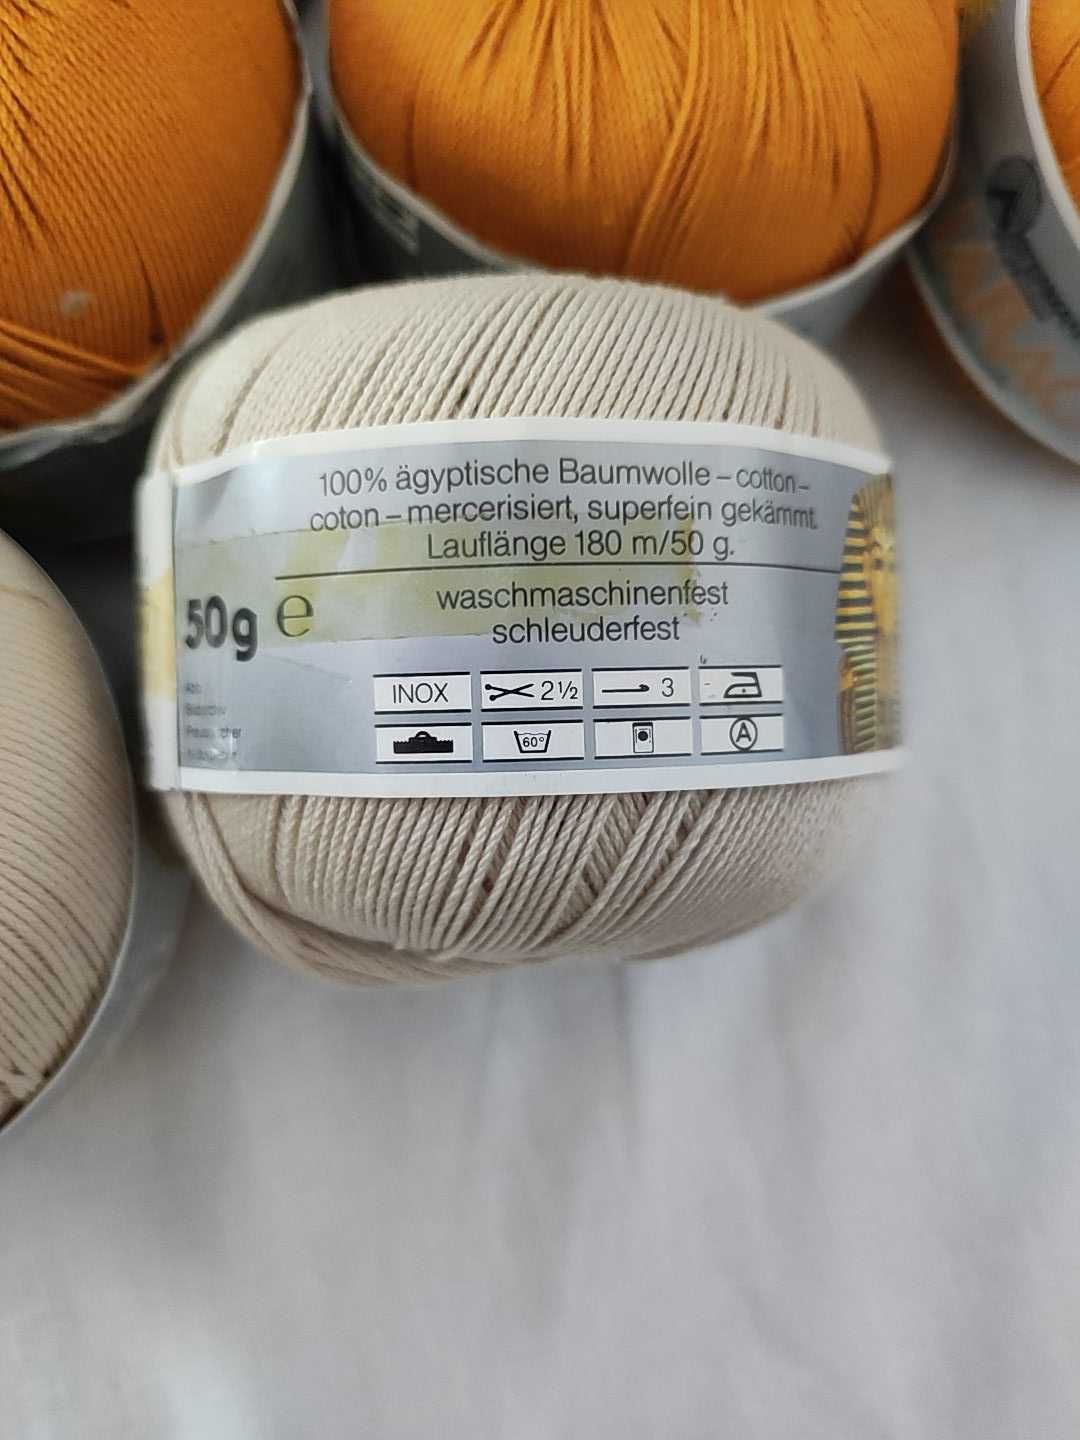 100% ägyptische Baumwolle – cotton –
coton – mercerisiert, superfein gekämmt.
Lauflänge 180 m/50 g.
waschmaschinenfest
schleuderfest
50g e
INOX 2½ 3
60° A